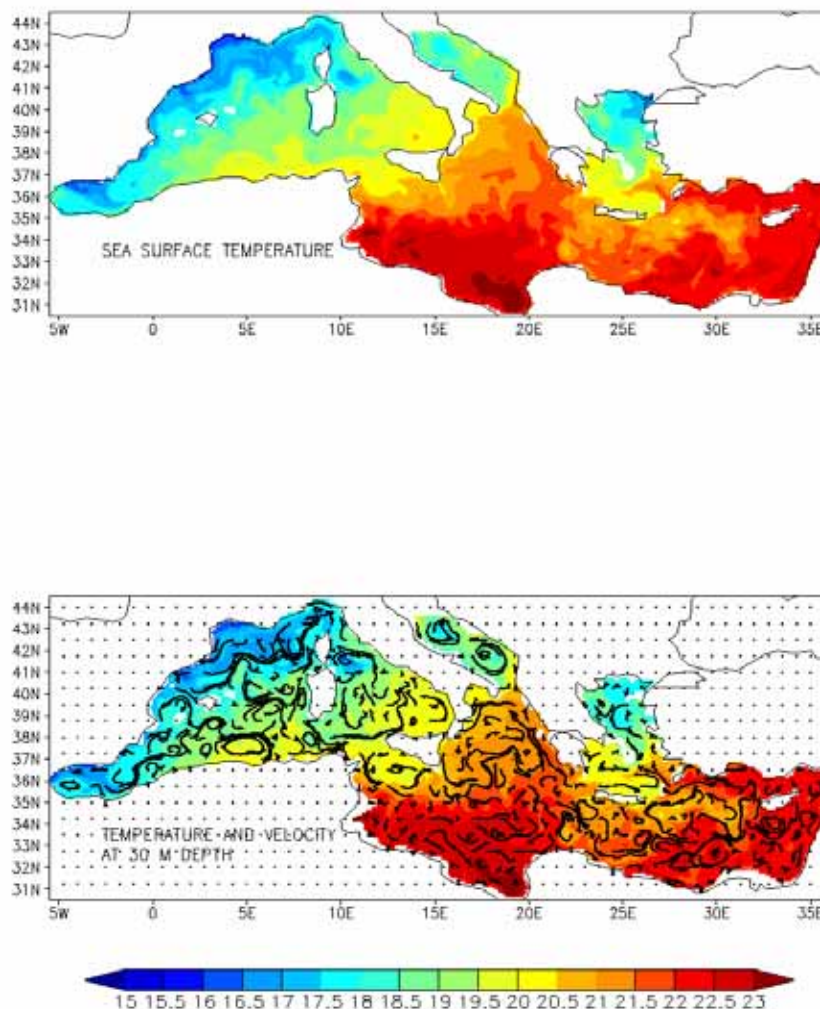 44N
43N
42N
41N
40N
39N
38N
37N
36N
35N
34N
33N
32N
31N
SEA SURFACE TEMPERATURE
5W 0 5E 10E 15E 20E 25E 30E 35E
44N
43N
42N
41N
40N
39N
38N
37N
36N
35N
34N
33N
32N
31N
TEMPERATURE AND VELOCITY
AT 30 M DEPTH
5W 0 5E 10E 15E 20E 25E 30E 35E
15 15.5 16 16.5 17 17.5 18 18.5 19 19.5 20 20.5 21 21.5 22 22.5 23